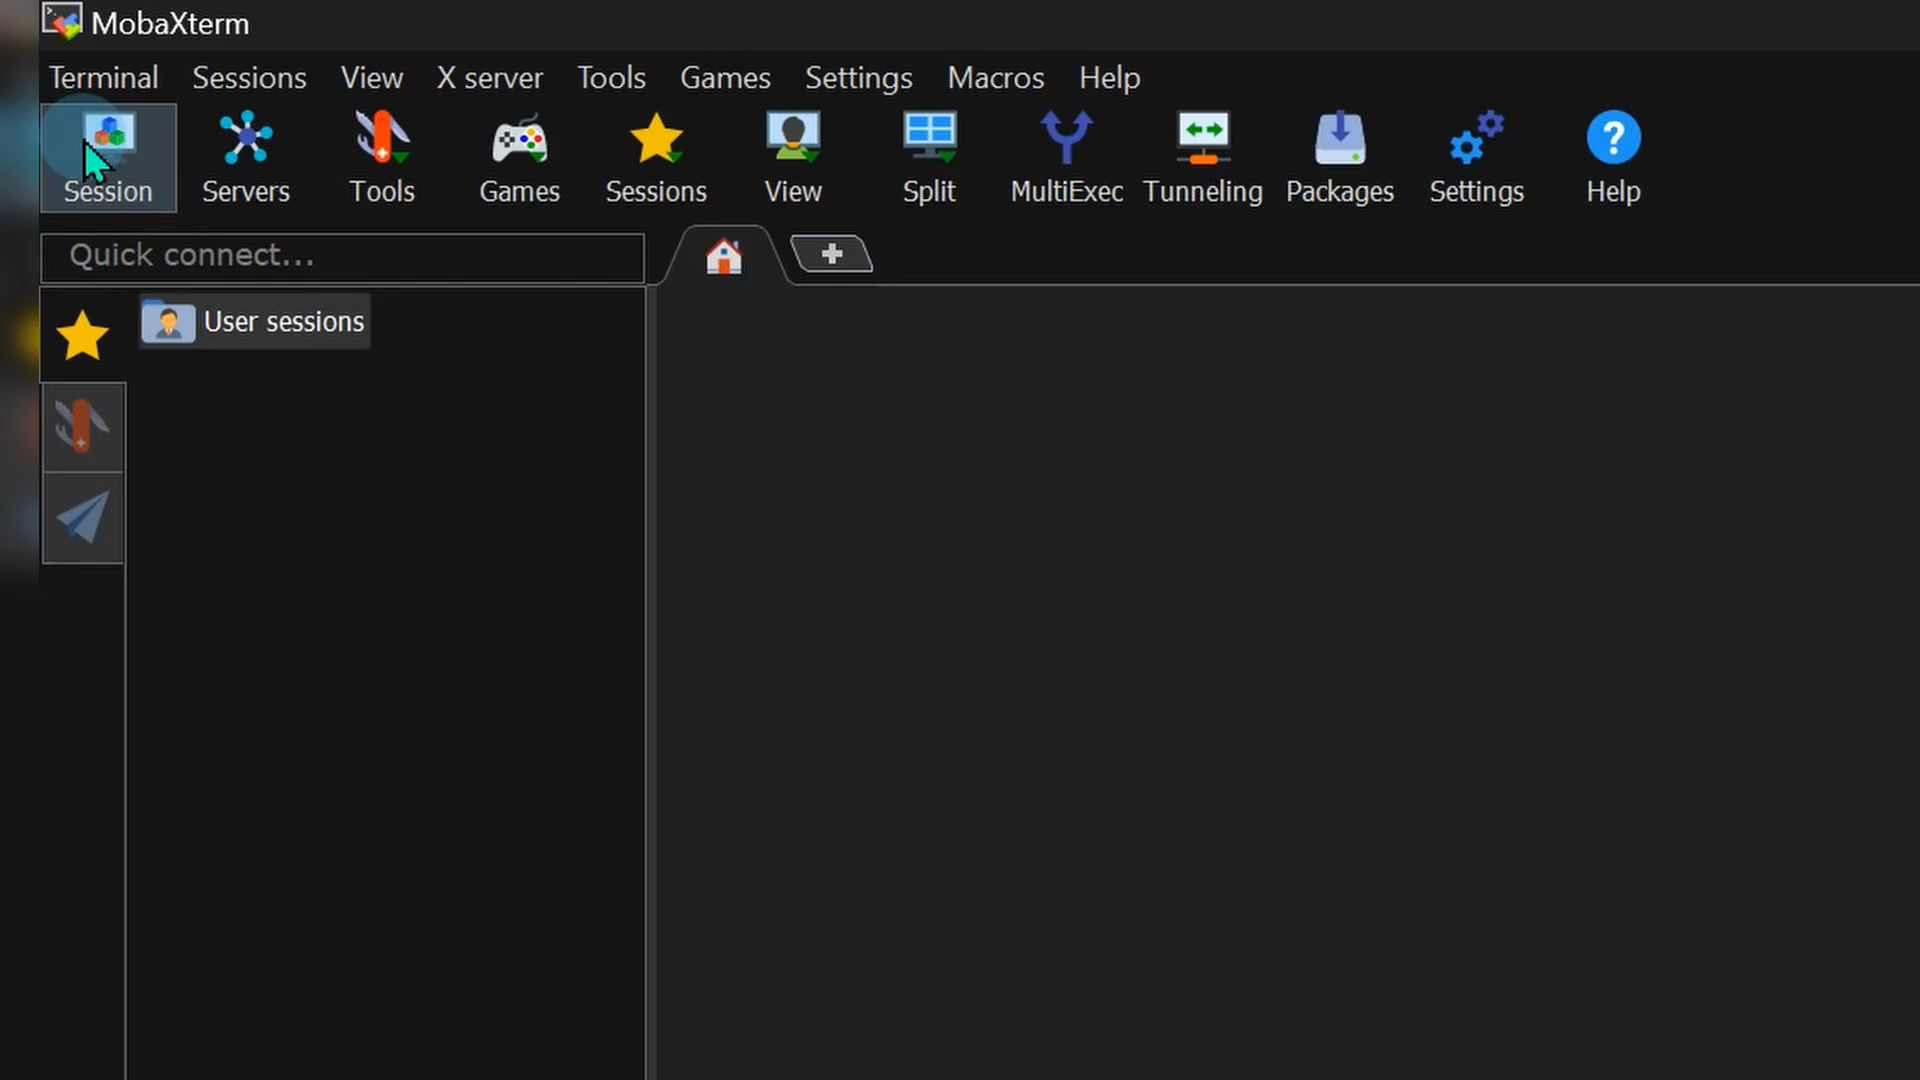 MobaXterm
Terminal Sessions View X server Tools Games Settings Macros Help
Session Servers Tools Games Sessions View Split MultiExec Tunneling Packages Settings Help
Quick connect...
User sessions